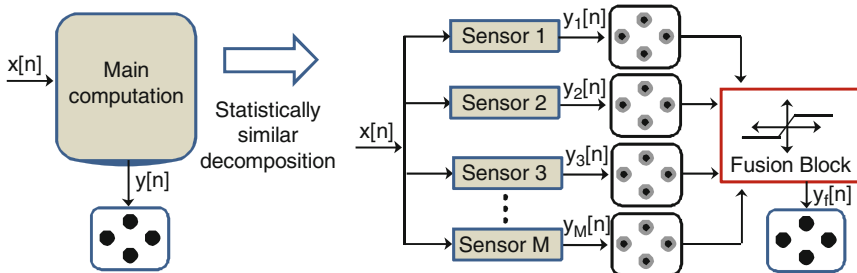 x[n]
Main
computation
y[n]
Statistically
similar
decomposition
x[n]
Sensor 1
y1[n]
Sensor 2
y2[n]
Sensor 3
y3[n]
Sensor M
yM[n]
Fusion Block
yf[n]